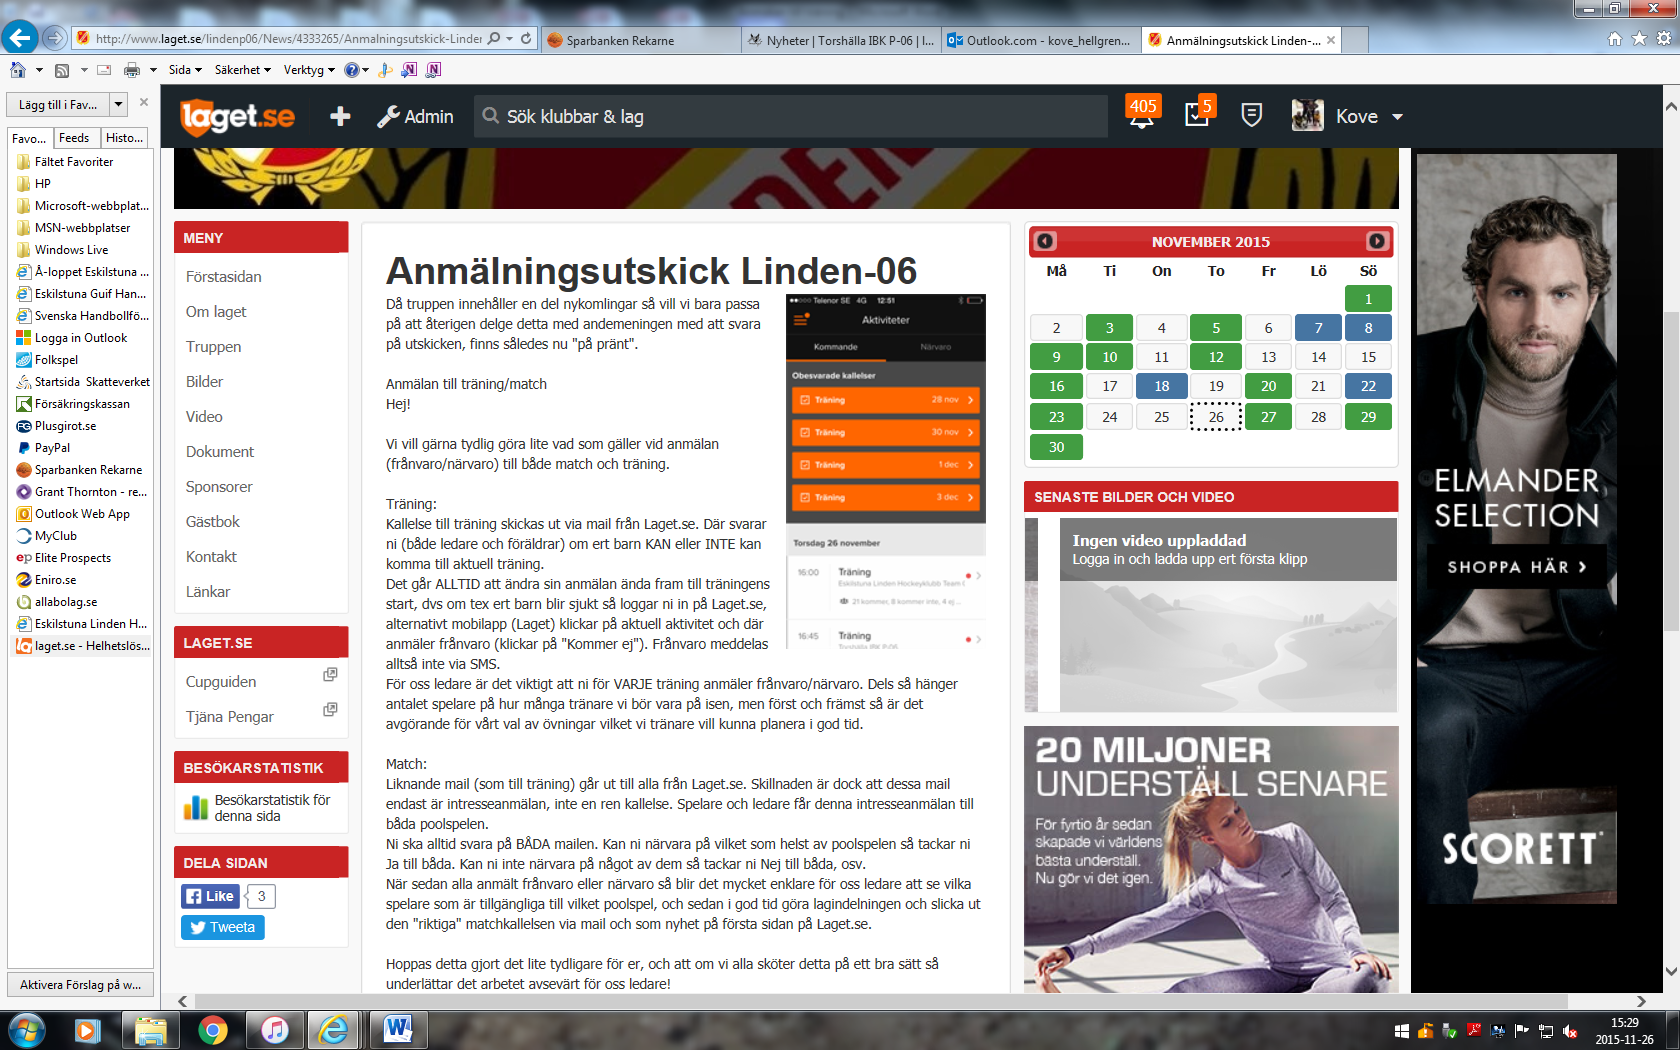 http://www.laget.se/lindenp06/News/4333265/Anmalningsutskick-Linder
Sparbanken Rekarne
Nyheter | Torshälla IBK P-06 | l...
Outlook.com - kove_hellgren...
Anmälningsutskick Linden-...
Sida
Säkerhet
Verktyg
Lägg till i Fav...
Favo...
Feeds
Histo...
Fältet Favoriter
HP
Microsoft-webbplat...
MSN-webbplatser
Windows Live
Å-loppet Eskilstuna ...
Eskilstuna Guif Han...
Svenska Handbollfö...
Logga in Outlook
Folkspel
Startsida Skatteverket
Försäkringskassan
Plusgirot.se
PayPal
Sparbanken Rekarne
Grant Thornton - re...
Outlook Web App
MyClub
Elite Prospects
Eniro.se
allabolag.se
Eskilstuna Linden H...
laget.se - Helhetslös...
Aktivera Förslag på w...
laget.se
Admin
Sök klubbar & lag
405
5
Kove
MENY
Förstasidan
Om laget
Truppen
Bilder
Video
Dokument
Sponsorer
Gästbok
Kontakt
Länkar
LAGET.SE
Cupguiden
Tjäna Pengar
BESÖKARSTATISTIK
Besökarstatistik för
denna sida
DELA SIDAN
Like
3
Tweeta
Anmälningsutskick Linden-06
Då truppen innehåller en del nykomlingar så vill vi bara passa
på att återigen delge detta med andemeningen med att svara
på utskicken, finns således nu "på pränt".
Anmälan till träning/match
Hej!
Vi vill gärna tydlig göra lite vad som gäller vid anmälan
(frånvaro/närvaro) till både match och träning.
Träning:
Kallelse till träning skickas ut via mail från Laget.se. Där svarar
ni (både ledare och föräldrar) om ert barn KAN eller INTE kan
komma till aktuell träning.
Det går ALLTID att ändra sin anmälan ända fram till träningens
start, dvs om tex ert barn blir sjukt så loggar ni in på Laget.se,
alternativt mobilapp (Laget) klickar på aktuell aktivitet och där
anmäler frånvaro (klickar på "Kommer ej"). Frånvaro meddelas
alltså inte via SMS.
För oss ledare är det viktigt att ni för VARJE träning anmäler frånvaro/närvaro. Dels så hänger
antalet spelare på hur många tränare vi bör vara på isen, men först och främst så är det
avgörande för vårt val av övningar vilket vi tränare vill kunna planera i god tid.
Match:
Liknande mail (som till träning) går ut till alla från Laget.se. Skillnaden är dock att dessa mail
endast är intresseanmälan, inte en ren kallelse. Spelare och ledare får denna intresseanmälan till
båda poolspelen.
Ni ska alltid svara på BÅDA mailen. Kan ni närvara på vilket som helst av poolspelen så tackar ni
Ja till båda. Kan ni inte närvara på något av dem så tackar ni Nej till båda, osv.
När sedan alla anmält frånvaro eller närvaro så blir det mycket enklare för oss ledare att se vilka
spelare som är tillgängliga till vilket poolspel, och sedan i god tid göra lagindelningen och slicka ut
den "riktiga" matchkallelsen via mail och som nyhet på första sidan på Laget.se.
Hoppas detta gjort det lite tydligare för er, och att om vi alla sköter detta på ett bra sätt så
underlättar det arbetet avsevärt för oss ledare!
Telenor SE 4G 12:51
Aktiviteter
Kommande Närvaro
Obesvarade kallelser
Träning 28 nov
Träning 30 nov
Träning 1 dec
Träning 3 dec
Torsdag 26 november
16:00 Träning
Eskilstuna Linden Hockeyklubb Team
21 kommer, 8 kommer inte, 4 ej ...
16:45 Träning
Torshälla IBK P-06
NOVEMBER 2015
Må Ti On To Fr Lö Sö
1
2 3 4 5 6 7 8
9 10 11 12 13 14 15
16 17 18 19 20 21 22
23 24 25 26 27 28 29
30
SENASTE BILDER OCH VIDEO
Ingen video uppladdad
Logga in och ladda upp ert första klipp
20 MILJONER
UNDERSTÄLL SENARE
För fyrtio år sedan
skapade vi världens
bästa underställ.
Nu gör vi det igen.
ELMANDER
SELECTION
SHOPPA HÄR
SCORETT
15:29
2015-11-26